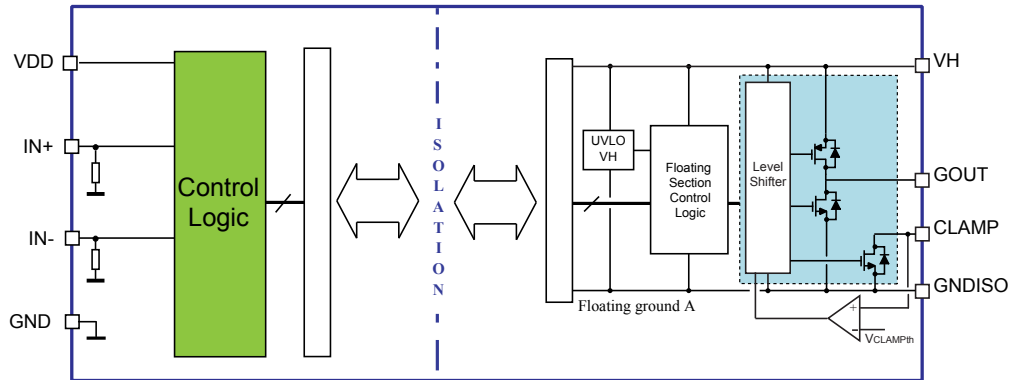 VDD
IN+
IN-
GND
Control
Logic
ISOLATION
UVLO
VH
Floating
Section
Control
Logic
Level
Shifter
+
-
VCLAMPth
Floating ground A
VH
GOUT
CLAMP
GNDISO